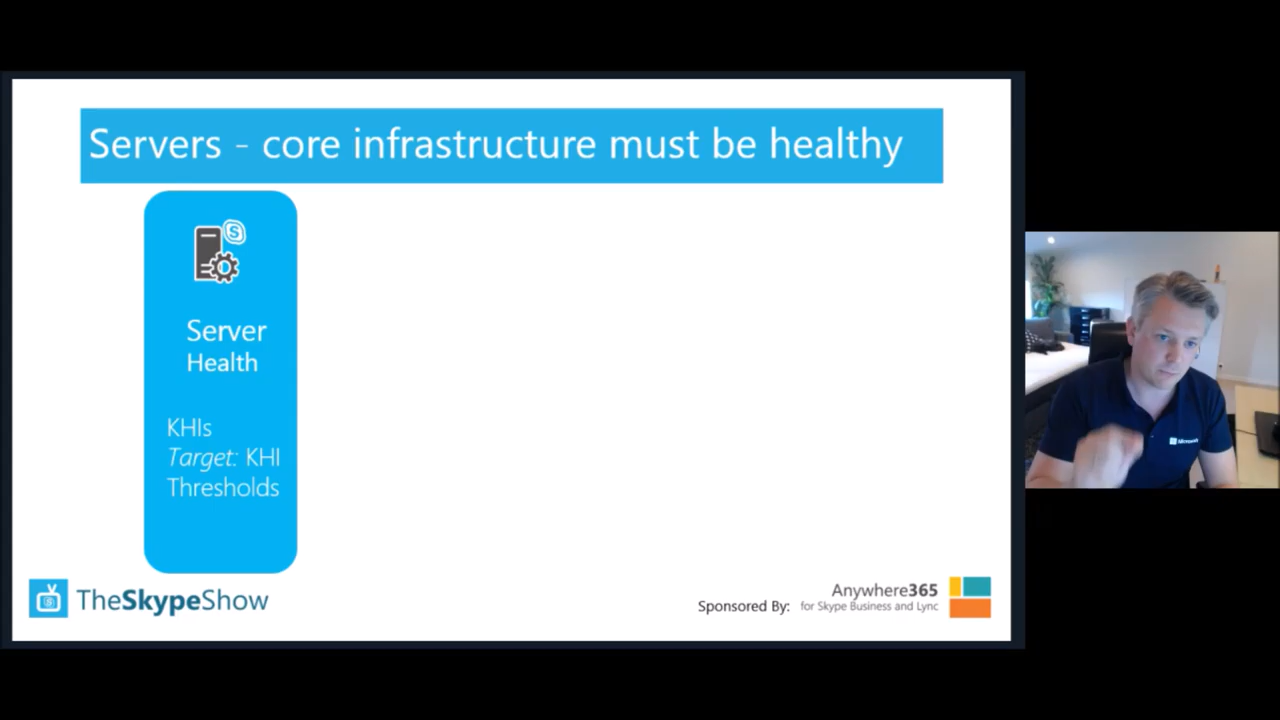 Servers - core infrastructure must be healthy
S
Server
Health
KHIs
Target: KHI
Thresholds
TheSkypeShow
Sponsored By:
Anywhere365
for Skype Business and Lync
Microsoft